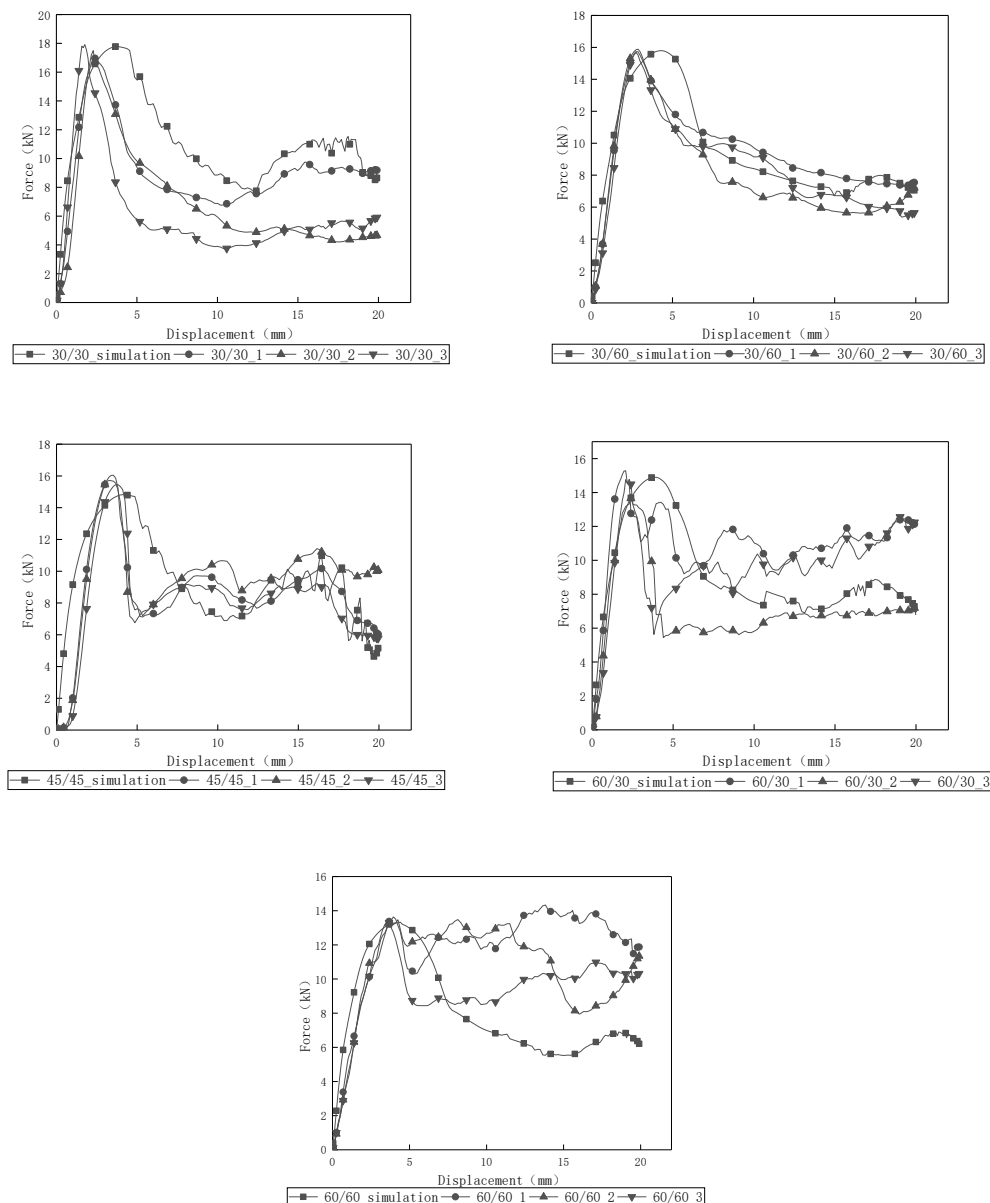 20
18
16
14
12
10
8
6
4
2
0
Force (kN)
0 5 10 15 20
Displacement (mm)
30/30_simulation 30/30_1 30/30_2 30/30_3
18
16
14
12
10
8
6
4
2
0
Force (kN)
0 5 10 15 20
Displacement (mm)
30/60_simulation 30/60_1 30/60_2 30/60_3
18
16
14
12
10
8
6
4
2
0
Force (kN)
0 5 10 15 20
Displacement (mm)
45/45_simulation 45/45_1 45/45_2 45/45_3
16
14
12
10
8
6
4
2
0
Force (kN)
0 5 10 15 20
Displacement (mm)
60/30_simulation 60/30_1 60/30_2 60/30_3
16
14
12
10
8
6
4
2
0
Force (kN)
0 5 10 15 20
Displacement (mm)
60/60_simulation 60/60_1 60/60_2 60/60_3